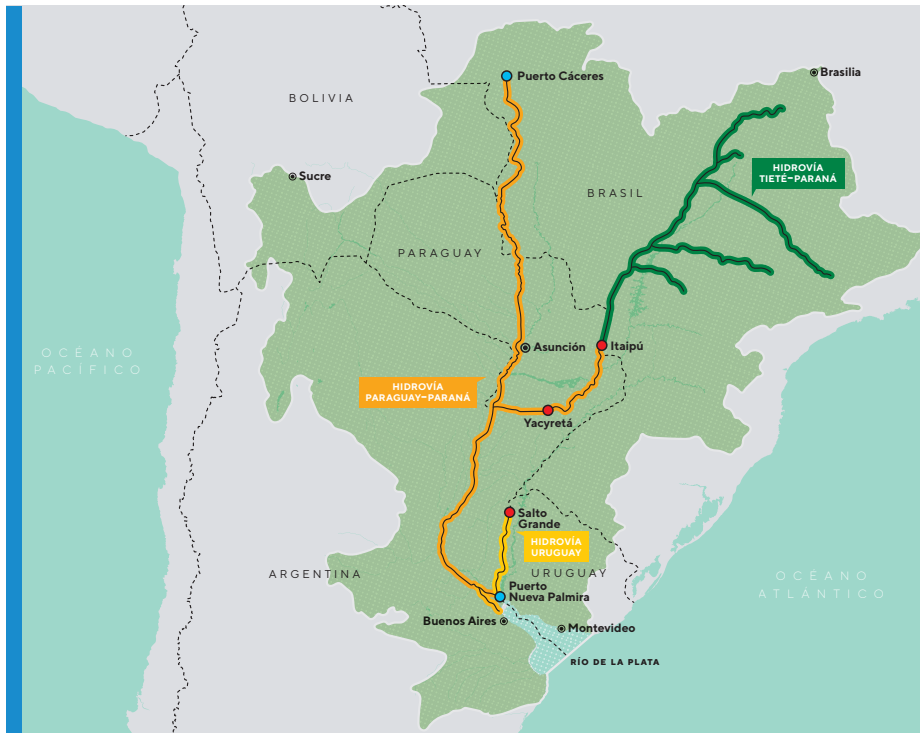 Puerto Cáceres
Brasilia
BOLIVIA
HIDROVÍA
TIETÉ–PARANÁ
Sucre
BRASIL
PARAGUAY
OCÉANO
PACÍFICO
Asunción
Itaipú
HIDROVÍA
PARAGUAY–PARANÁ
Yacyretá
Salto
Grande
HIDROVÍA
URUGUAY
ARGENTINA
URUGUAY
OCÉANO
ATLÁNTICO
Puerto
Nueva Palmira
Buenos Aires
Montevideo
RÍO DE LA PLATA